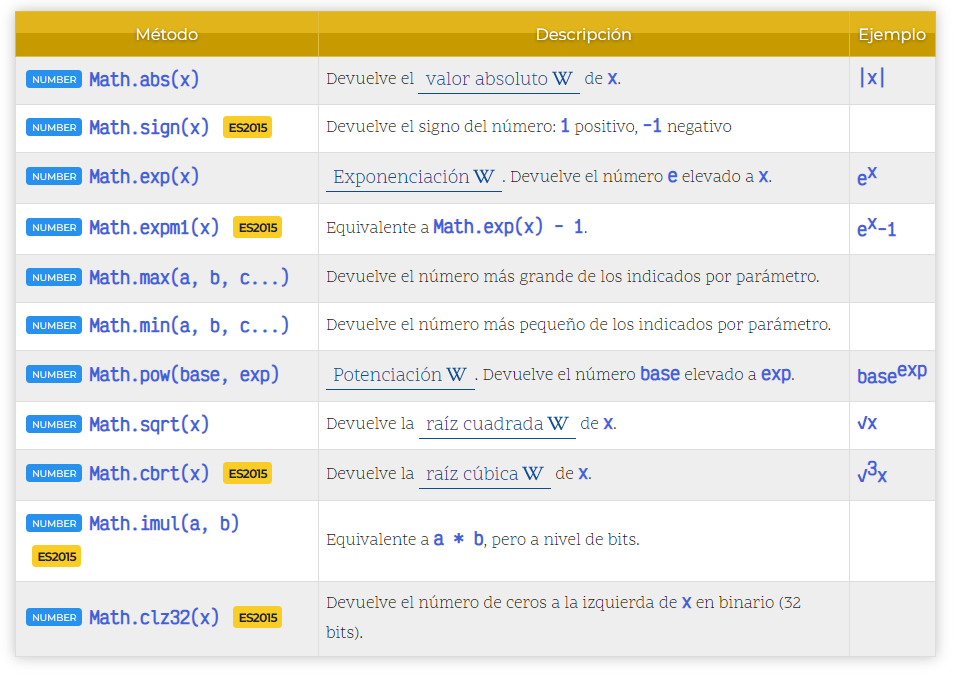 Método Descripción Ejemplo
NUMBER Math.abs(x) Devuelve el valor absoluto W de x. |x|
NUMBER Math.sign(x) ES2015 Devuelve el signo del número: 1 positivo, -1 negativo
NUMBER Math.exp(x) Exponenciación W . Devuelve el número e elevado a x. e^x
NUMBER Math.expm1(x) ES2015 Equivalente a Math.exp(x) - 1. e^x-1
NUMBER Math.max(a, b, c...) Devuelve el número más grande de los indicados por parámetro.
NUMBER Math.min(a, b, c...) Devuelve el número más pequeño de los indicados por parámetro.
NUMBER Math.pow(base, exp) Potenciación W . Devuelve el número base elevado a exp. base^exp
NUMBER Math.sqrt(x) Devuelve la raíz cuadrada W de x. √x
NUMBER Math.cbrt(x) ES2015 Devuelve la raíz cúbica W de x. √³x
NUMBER Math.imul(a, b)
ES2015
Equivalente a a * b, pero a nivel de bits.
NUMBER Math.clz32(x) ES2015
Devuelve el número de ceros a la izquierda de x en binario (32
bits).